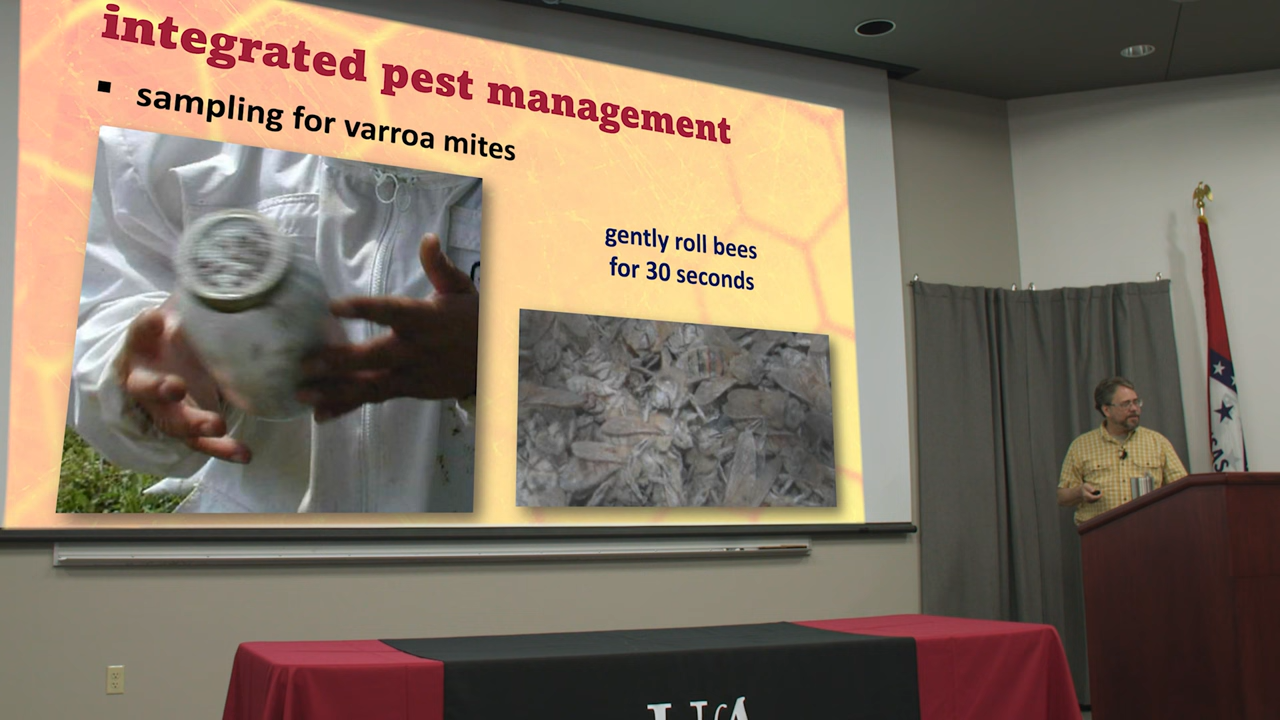 integrated pest management
▪ sampling for varroa mites
gently roll bees
for 30 seconds